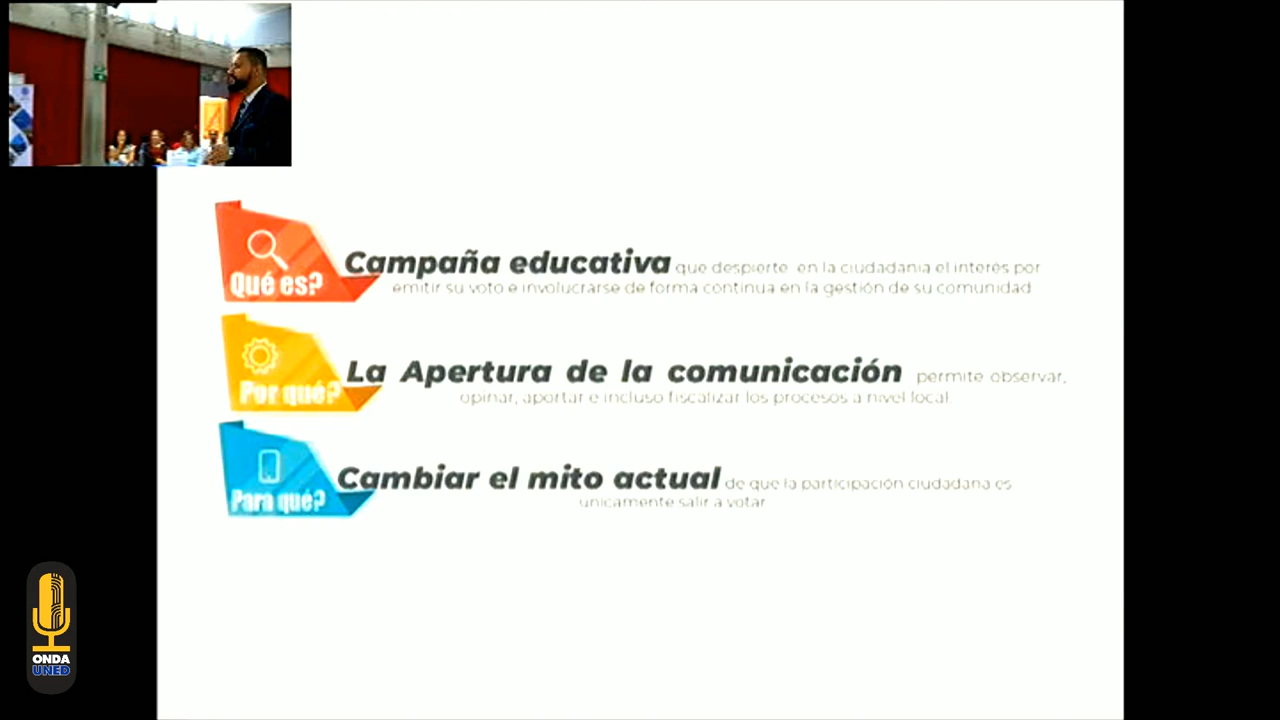 Qué es?
Campaña educativa que despierte en la ciudadania el interés por
emitir su voto e involucrarse de forma continua en la gestión de su comunidad
Por qué?
La Apertura de la comunicación permite observar,
opinar, aportar e incluso fiscalizar los procesos a nivel local.
Para qué?
Cambiar el mito actual de que la participación ciudadana es
unicamente salir a votar
ONDA
UNED